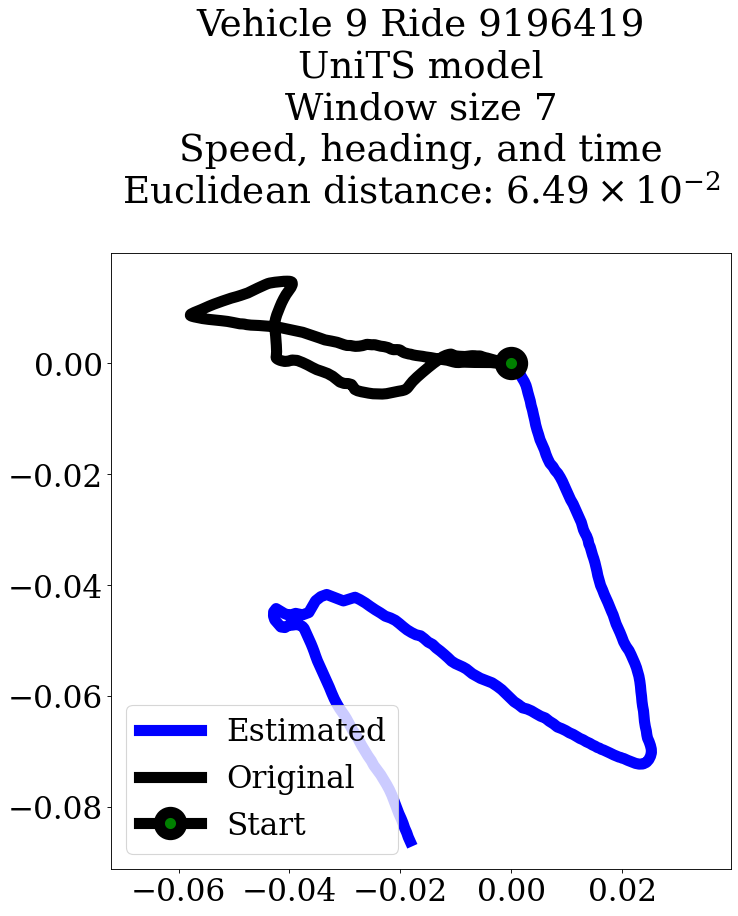 Vehicle 9 Ride 9196419
UniTS model
Window size 7
Speed, heading, and time
Euclidean distance: 6.49 × 10⁻²
0.00
−0.02
−0.04
−0.06
−0.08
Estimated
Original
Start
−0.06 −0.04 −0.02 0.00 0.02